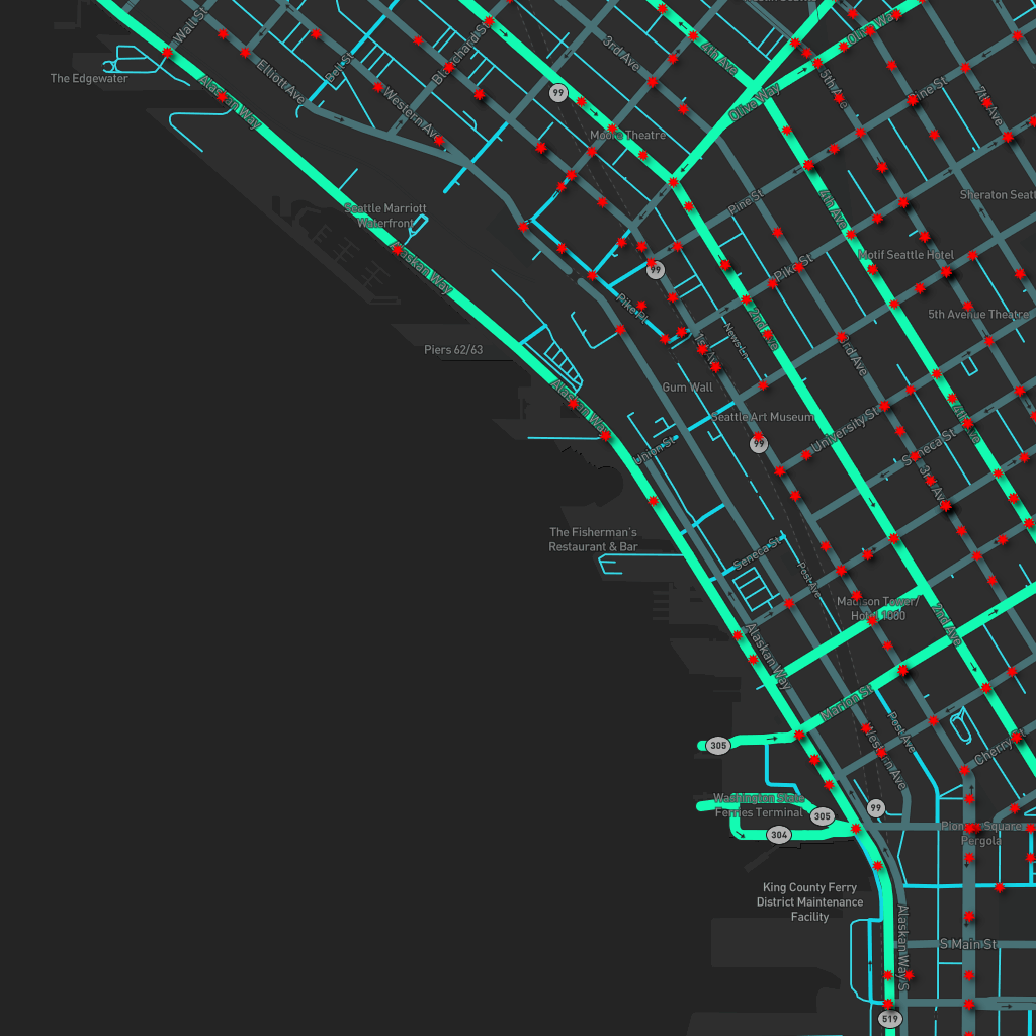 Wall St
The Edgewater
Elliott Ave
Bell St
Blanchard St
3rd Ave
4th Ave
5th Ave
Olive Way
Pine St
7th Ave
Alaskan Way
Western Ave
99
Moore Theatre
Sheraton Seatt
Seattle Marriott
Waterfront
Pine St
4th Ave
Alaskan Way
99
Pike St
Motif Seattle Hotel
Pike Pl
2nd Ave
5th Avenue Theatre
1st Ave
News Ln
3rd Ave
Piers 62/63
Gum Wall
Alaskan Way
Seattle Art Museum
4th Ave
99
University St
Union St
Seneca St
3rd Ave
The Fisherman's
Restaurant & Bar
Seneca St
Post Ave
Madison Tower/
Hotel 1000
2nd Ave
Alaskan Way
Marion St
Post Ave
Western Ave
Cherry St
305
Washington State
Ferries Terminal
305
99
304
Pioneer Square
Pergola
King County Ferry
District Maintenance
Facility
Alaskan Way S
S Main St
519